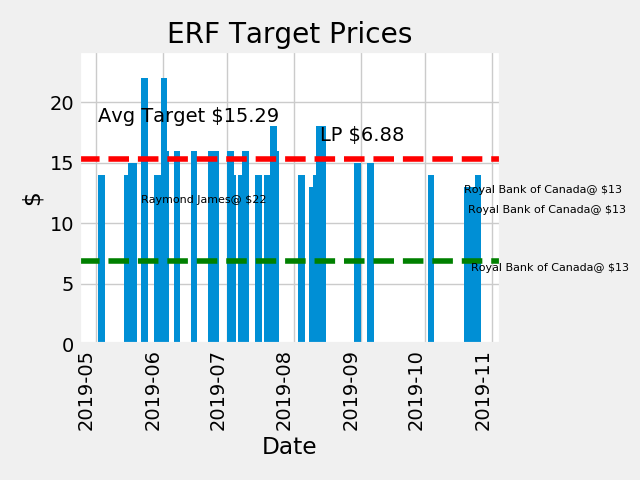 ERF Target Prices
Avg Target $15.29
LP $6.88
Raymond James@ $22
Royal Bank of Canada@ $13
Royal Bank of Canada@ $13
Royal Bank of Canada@ $13
$
20
15
10
5
0
2019-05
2019-06
2019-07
2019-08
2019-09
2019-10
2019-11
Date